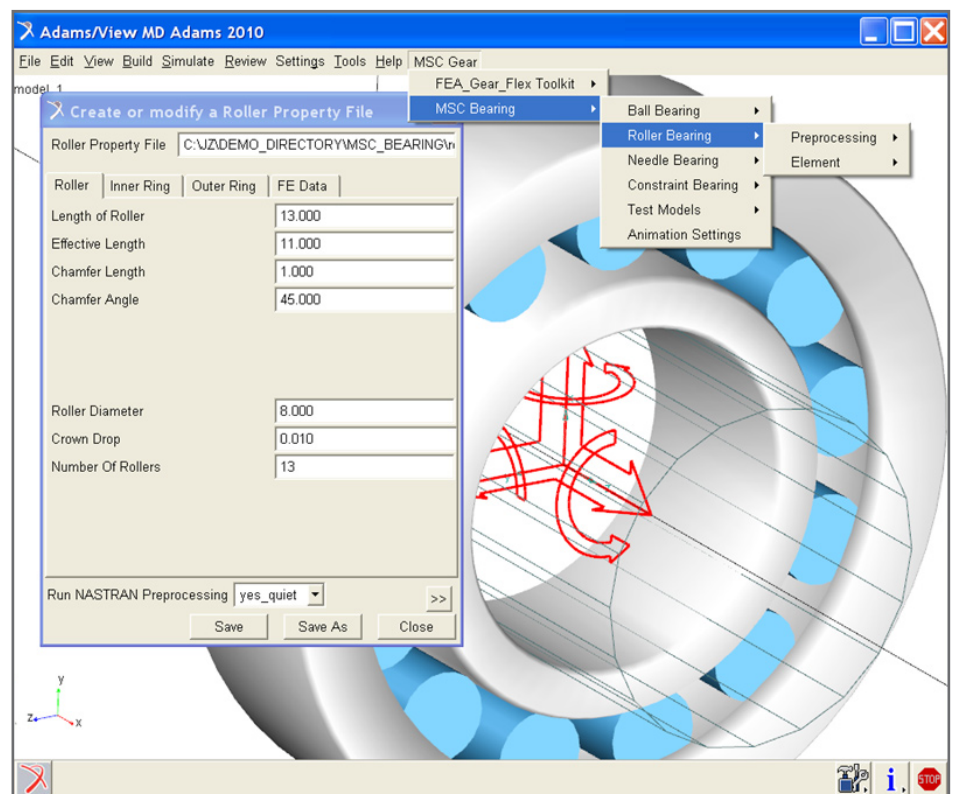 Adams/View MD Adams 2010
File Edit View Build Simulate Review Settings Tools Help MSC Gear
model_1
FEA_Gear_Flex Toolkit
MSC Bearing
Ball Bearing
Roller Bearing
Needle Bearing
Constraint Bearing
Test Models
Animation Settings
Preprocessing
Element
Create or modify a Roller Property File
Roller Property File C:\JZ\DEMO_DIRECTORY\MSC_BEARING\
Roller Inner Ring Outer Ring FE Data
Length of Roller 13.000
Effective Length 11.000
Chamfer Length 1.000
Chamfer Angle 45.000
Roller Diameter 8.000
Crown Drop 0.010
Number Of Rollers 13
Run NASTRAN Preprocessing yes_quiet >>
Save Save As Close
y
z x
i
STOP